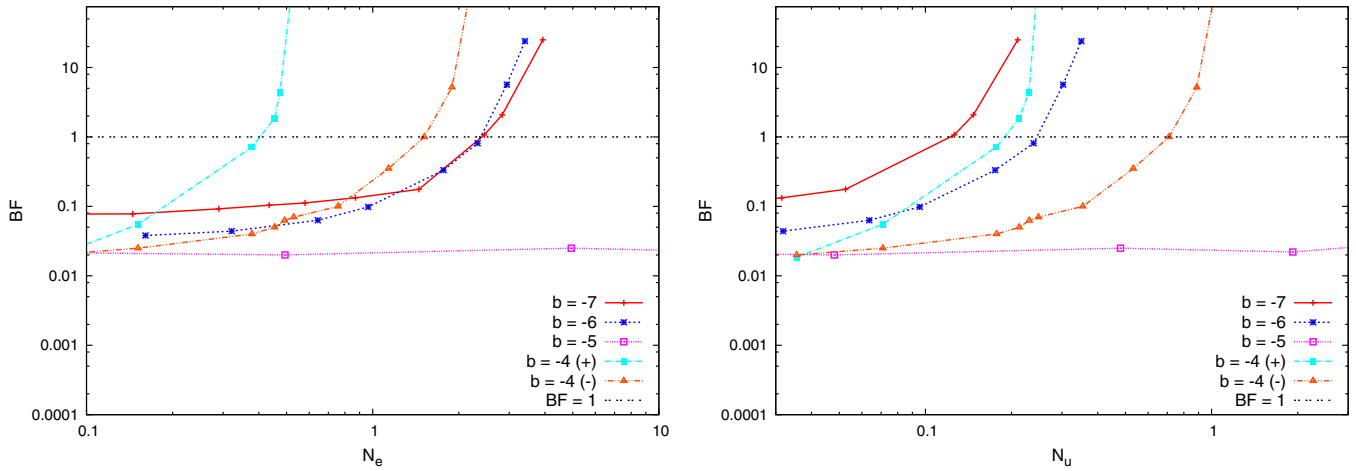 BF
10
1
0.1
0.01
0.001
0.0001
b = -7
b = -6
b = -5
b = -4 (+)
b = -4 (-)
BF = 1
0.1
1
10
N_e
BF
10
1
0.1
0.01
0.001
0.0001
b = -7
b = -6
b = -5
b = -4 (+)
b = -4 (-)
BF = 1
0.1
1
N_u